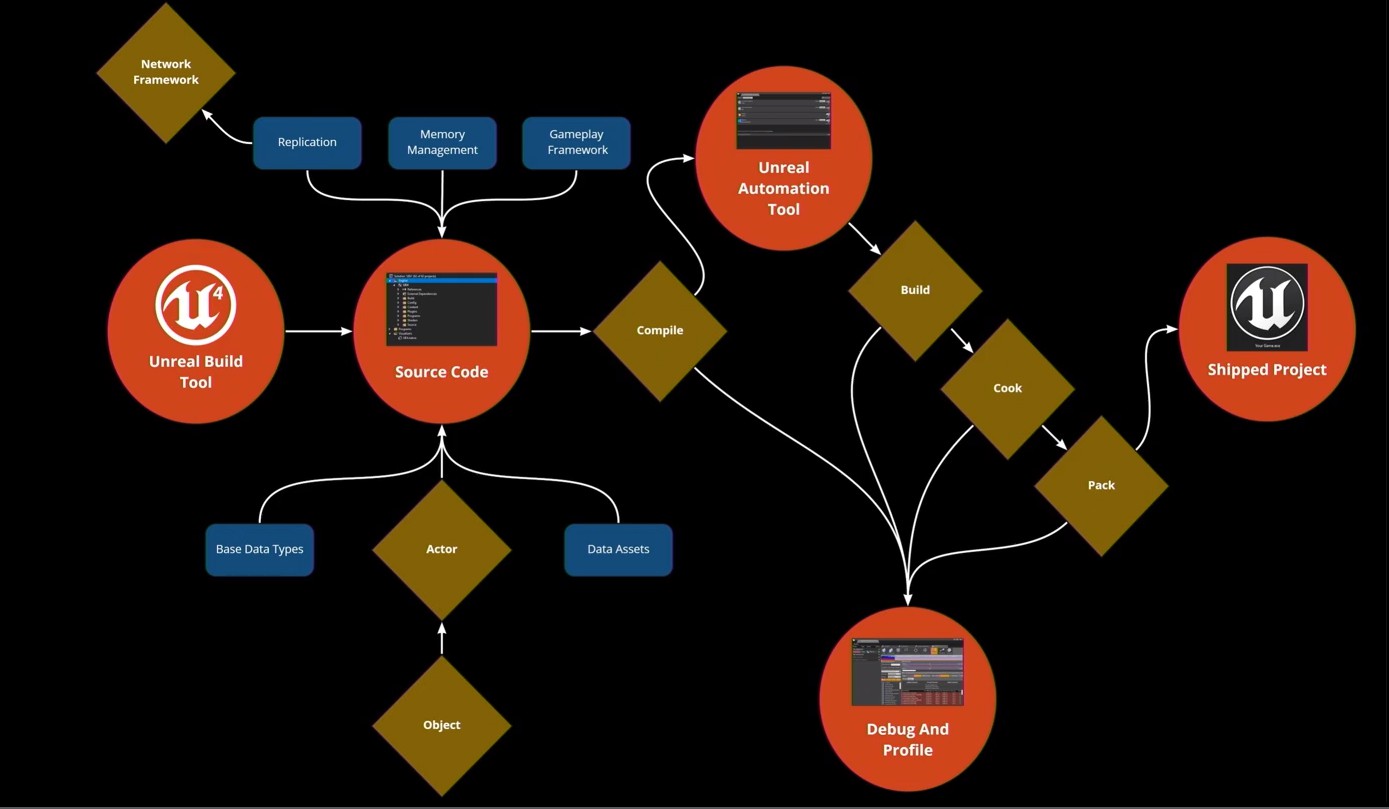 Network
Framework
Replication
Memory
Management
Gameplay
Framework
Unreal
Automation
Tool
Build
4
Unreal Build
Tool
Source Code
Compile
Cook
Shipped Project
Pack
Base Data Types
Actor
Data Assets
Object
Debug And
Profile